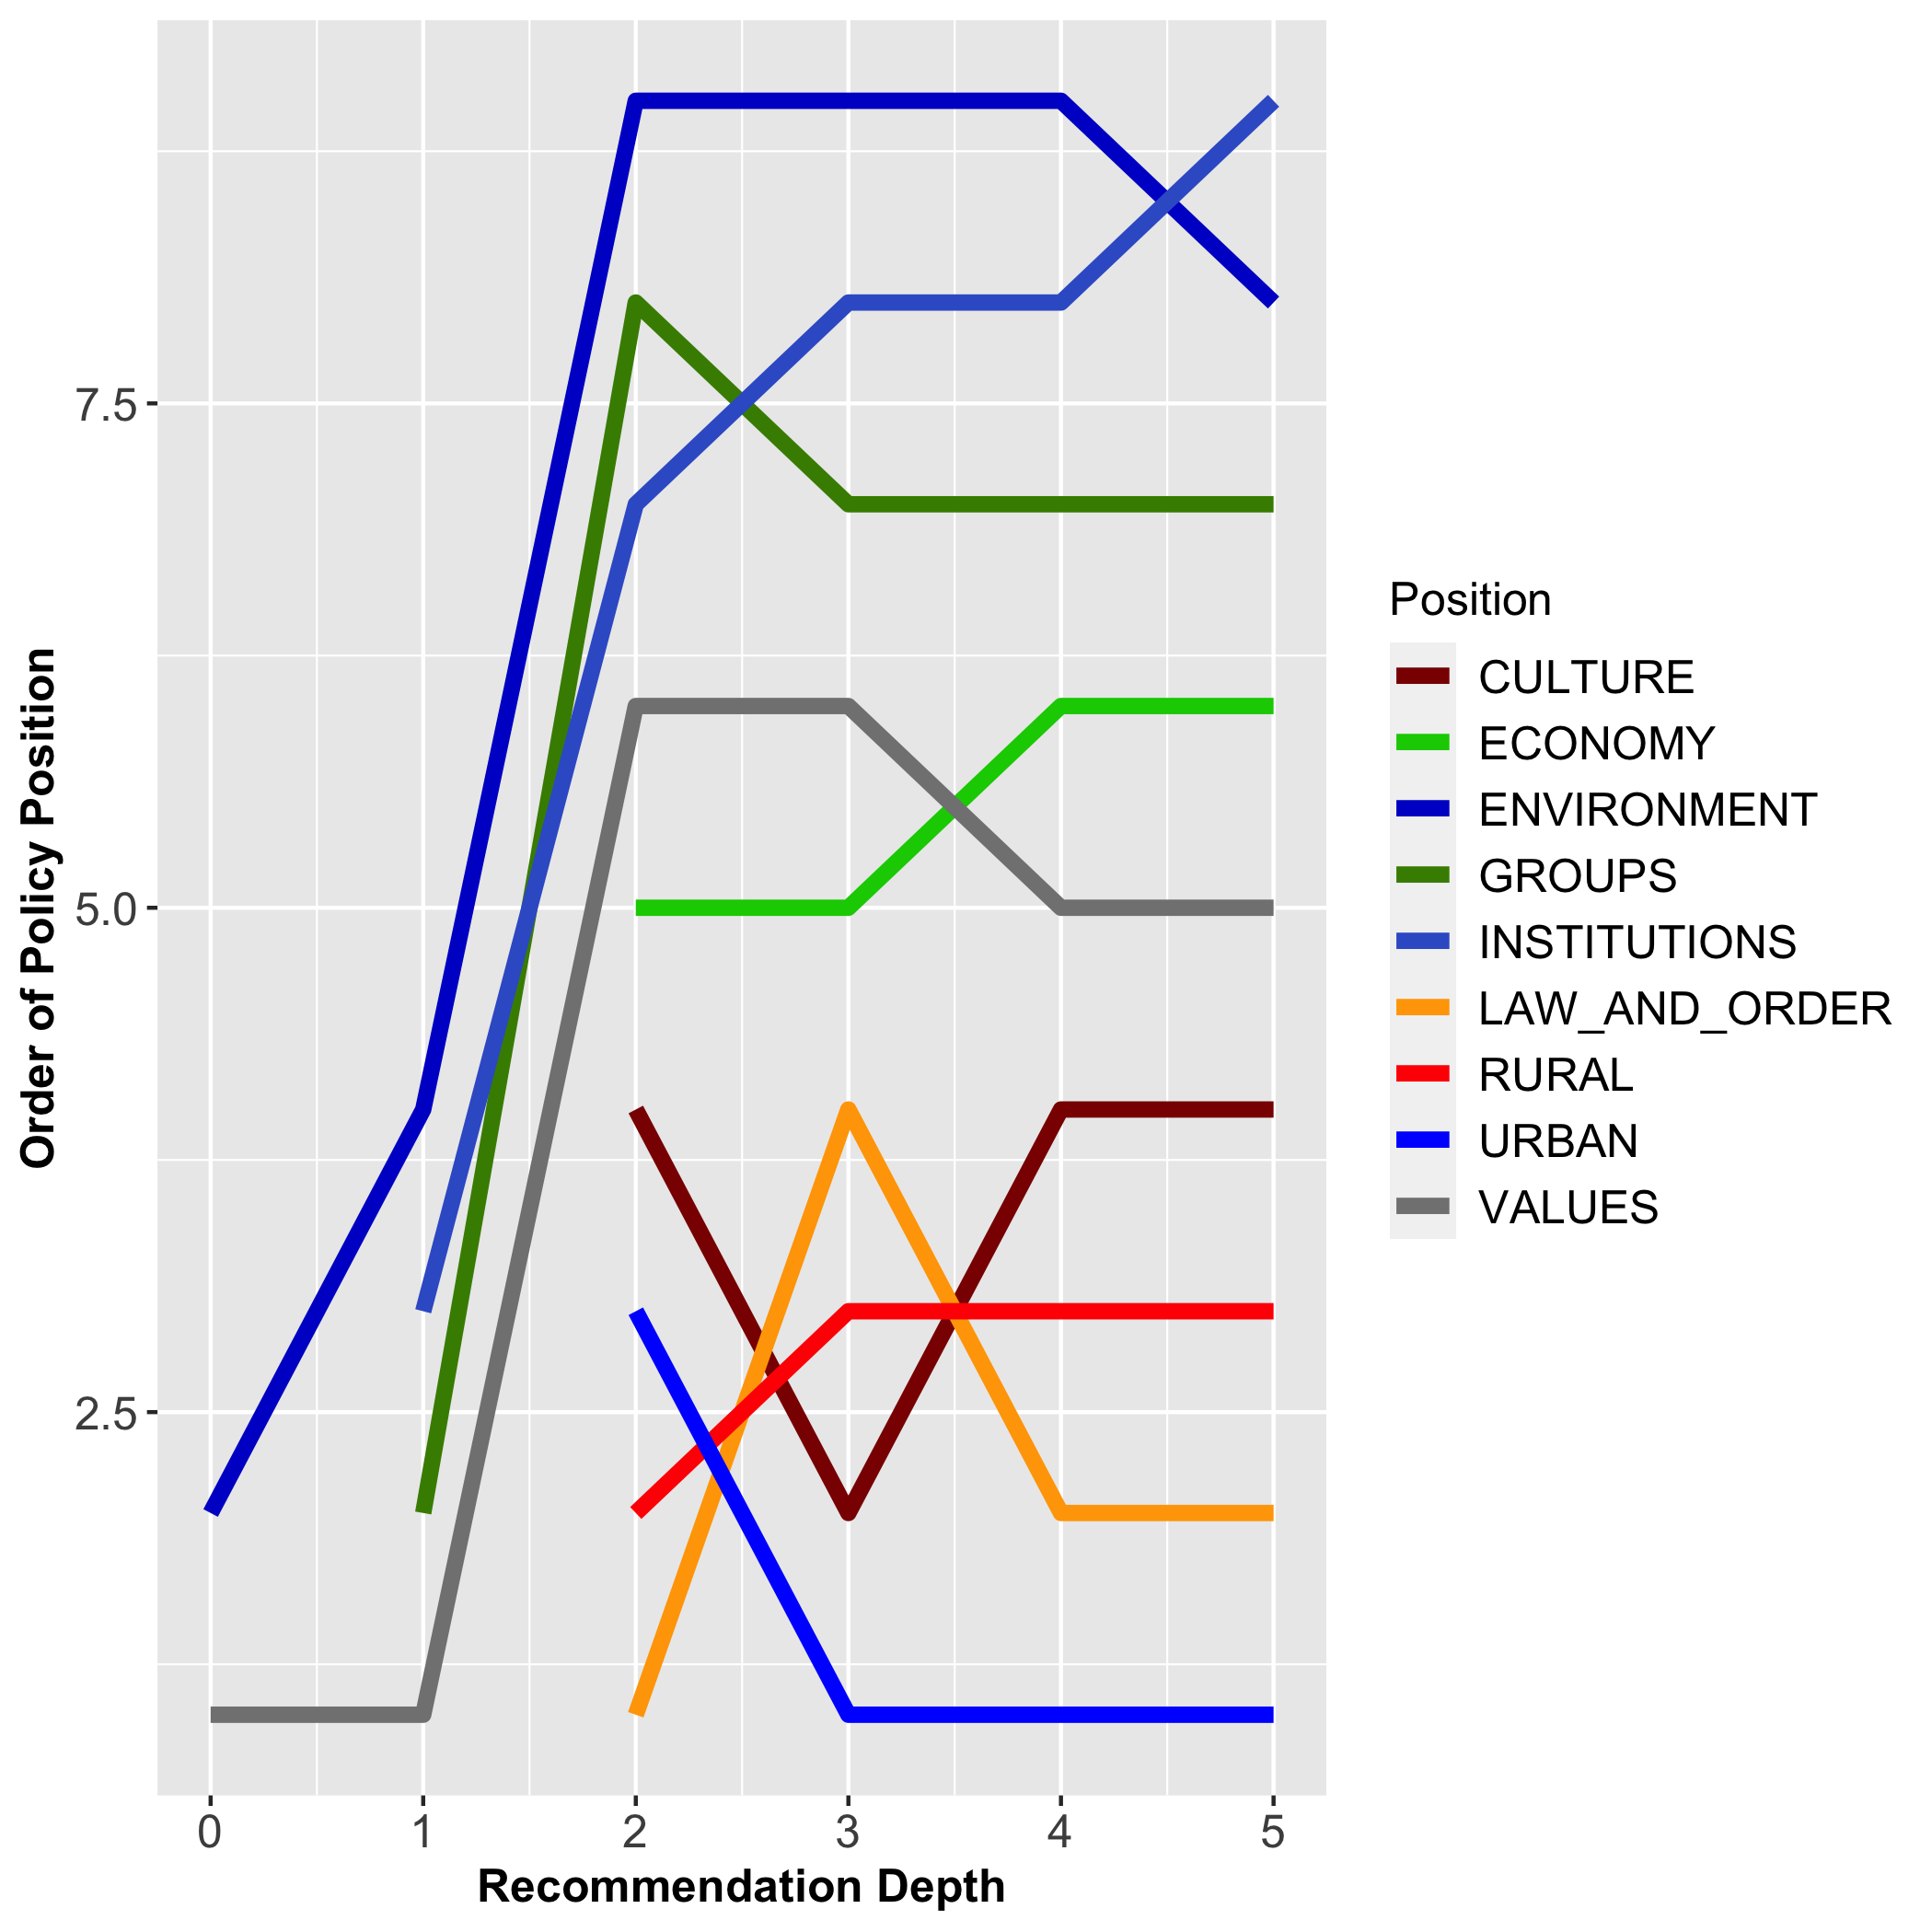 Order of Policy Position
7.5
5.0
2.5
0 1 2 3 4 5
Recommendation Depth
Position
CULTURE
ECONOMY
ENVIRONMENT
GROUPS
INSTITUTIONS
LAW_AND_ORDER
RURAL
URBAN
VALUES